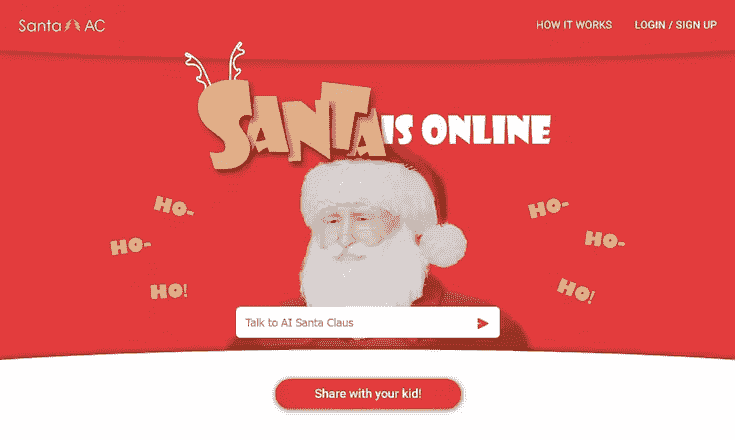 Santa AC
HOW IT WORKS
LOGIN / SIGN UP
SANTA IS ONLINE
HO-
HO-
HO!
HO-
HO-
HO!
Talk to AI Santa Claus
Share with your kid!